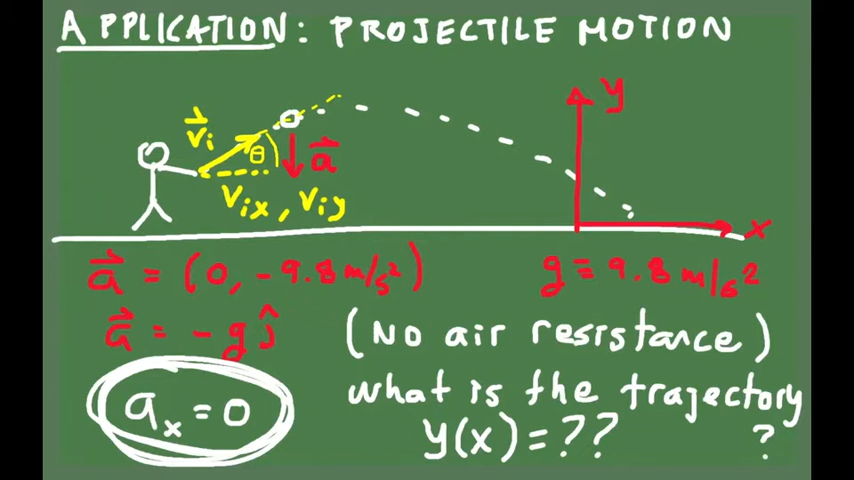 APPLICATION: PROJECTILE MOTION
y
v⃗i
θ
a⃗
vix, viy
x
a⃗ = (0, -9.8 m/s²)
g = 9.8 m/s²
a⃗ = -g ĵ
(No air resistance)
what is the trajectory
ax = 0
y(x) = ?? ?